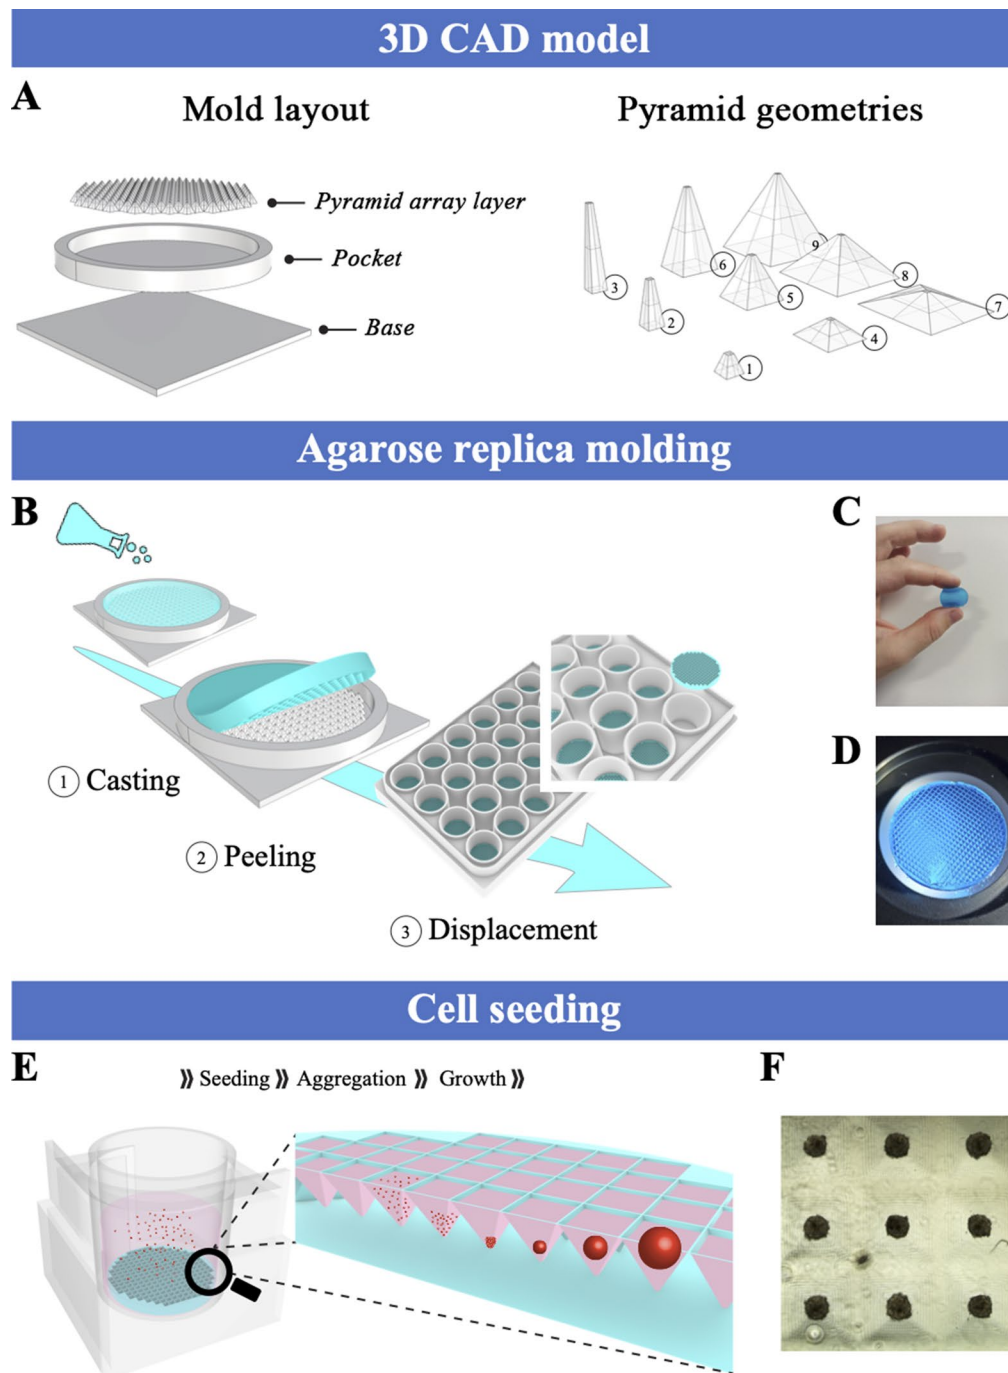 3D CAD model
A
Mold layout
Pyramid geometries
Pyramid array layer
Pocket
Base
3
6
9
8
7
2
5
4
1
Agarose replica molding
B
C
D
1 Casting
2 Peeling
3 Displacement
Cell seeding
E
F
⟫ Seeding ⟫ Aggregation ⟫ Growth ⟫